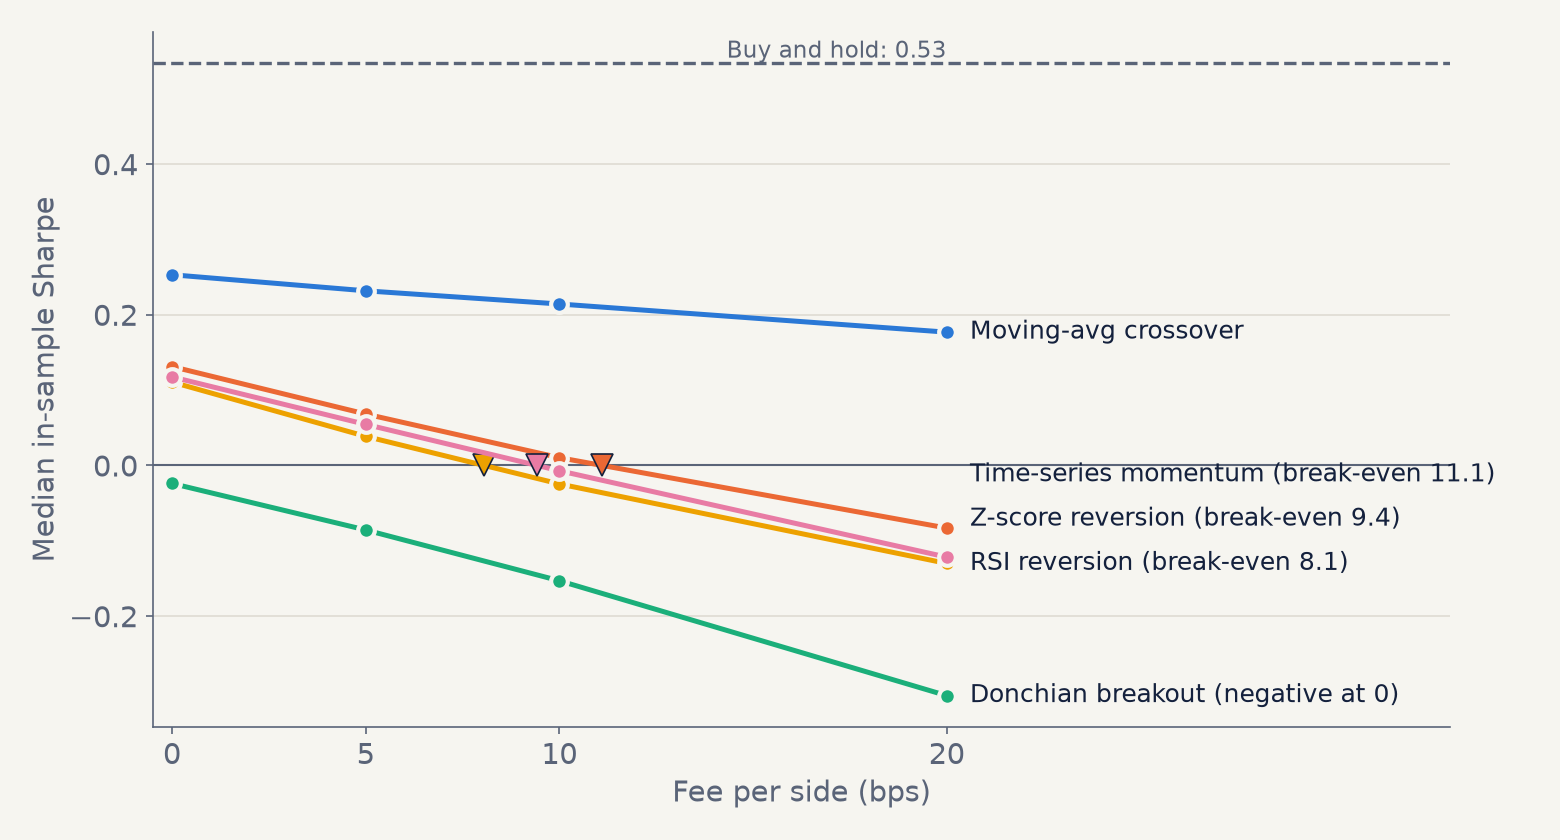 Buy and hold: 0.53
0.4
0.2
0.0
−0.2
Median in-sample Sharpe
Moving-avg crossover
Time-series momentum (break-even 11.1)
Z-score reversion (break-even 9.4)
RSI reversion (break-even 8.1)
Donchian breakout (negative at 0)
0 5 10 20
Fee per side (bps)